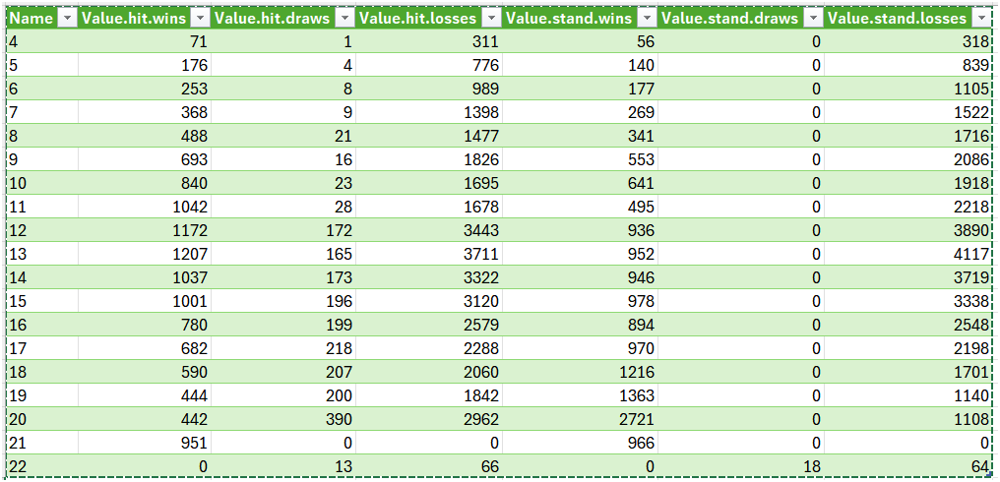 Name Value.hit.wins Value.hit.draws Value.hit.losses Value.stand.wins Value.stand.draws Value.stand.losses
4 71 1 311 56 0 318
5 176 4 776 140 0 839
6 253 8 989 177 0 1105
7 368 9 1398 269 0 1522
8 488 21 1477 341 0 1716
9 693 16 1826 553 0 2086
10 840 23 1695 641 0 1918
11 1042 28 1678 495 0 2218
12 1172 172 3443 936 0 3890
13 1207 165 3711 952 0 4117
14 1037 173 3322 946 0 3719
15 1001 196 3120 978 0 3338
16 780 199 2579 894 0 2548
17 682 218 2288 970 0 2198
18 590 207 2060 1216 0 1701
19 444 200 1842 1363 0 1140
20 442 390 2962 2721 0 1108
21 951 0 0 966 0 0
22 0 13 66 0 18 64